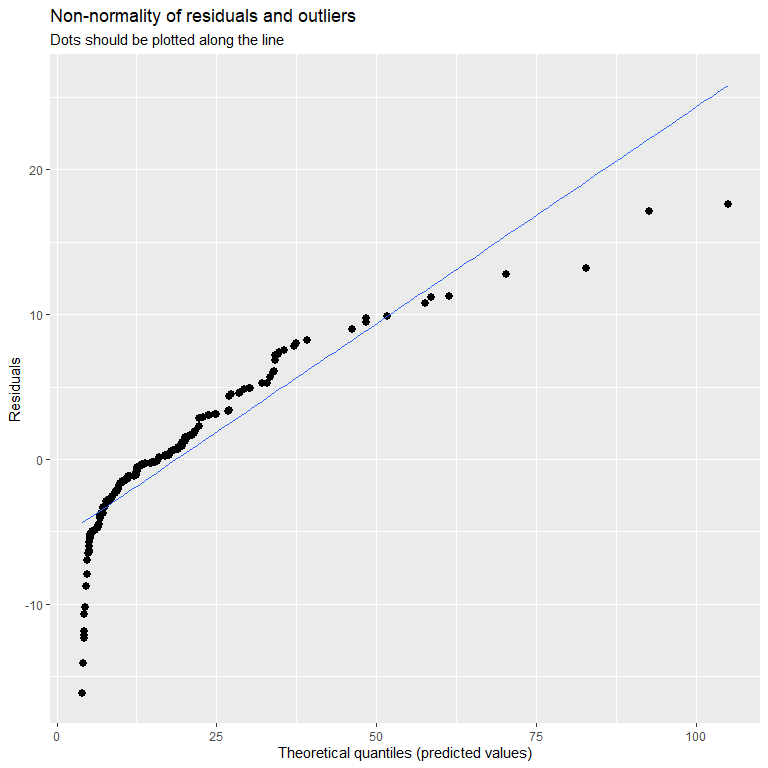 Non-normality of residuals and outliers
Dots should be plotted along the line
Residuals
20
10
0
-10
0 25 50 75 100
Theoretical quantiles (predicted values)